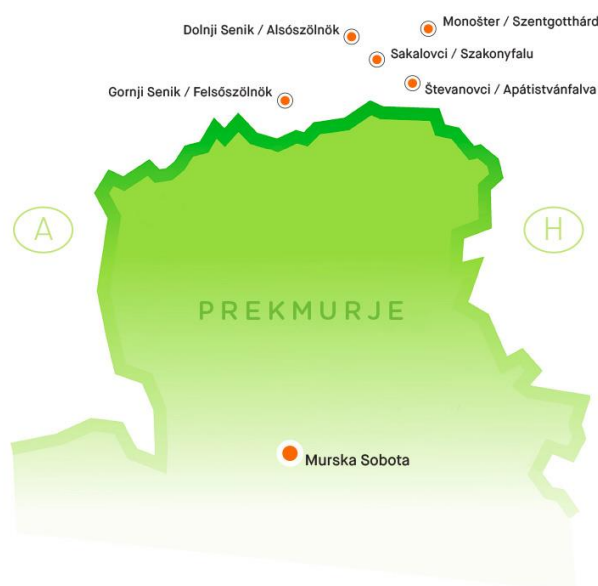 Monošter / Szentgotthárd
Dolnji Senik / Alsószölnök
Sakalovci / Szakonyfalu
Števanovci / Apátistvánfalva
Gornji Senik / Felsőszölnök
A
H
PREKMURJE
Murska Sobota